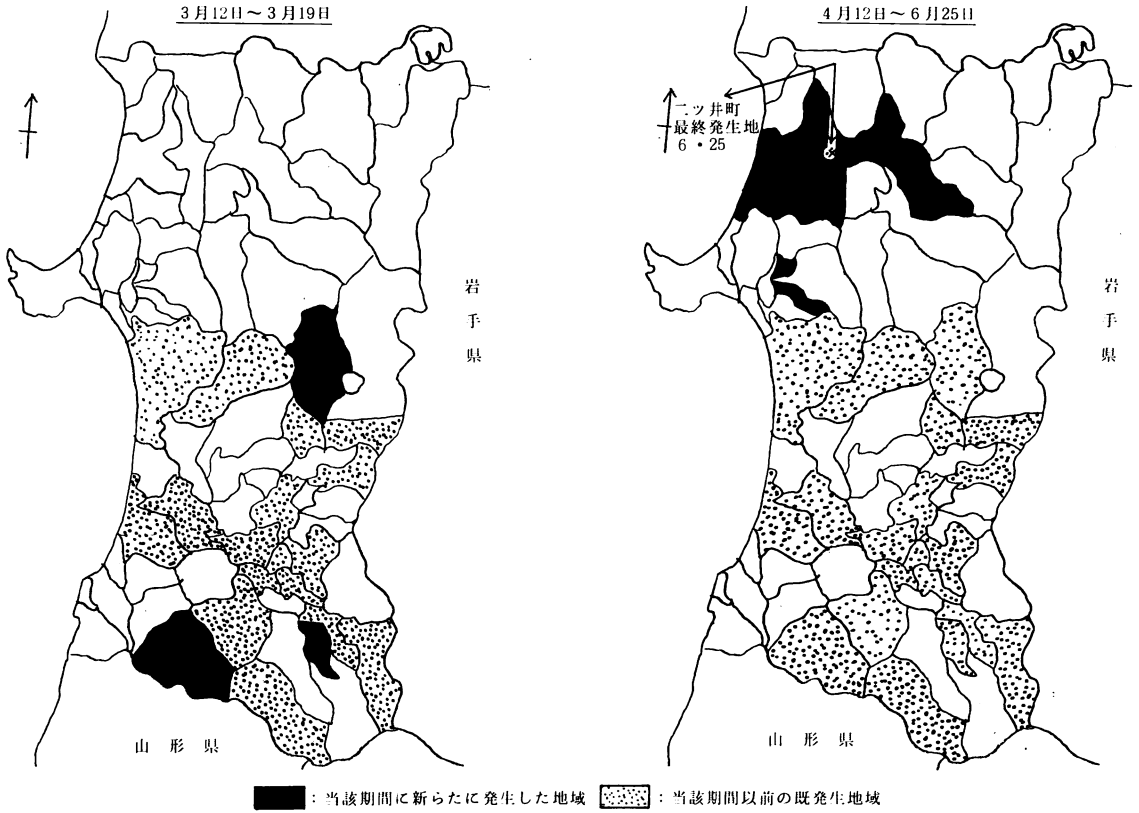 3月12日～3月19日
岩手県
山形県
4月12日～6月25日
二ツ井町
最終発生地
6・25
岩手県
山形県
：当該期間に新らたに発生した地域
：当該期間以前の既発生地域